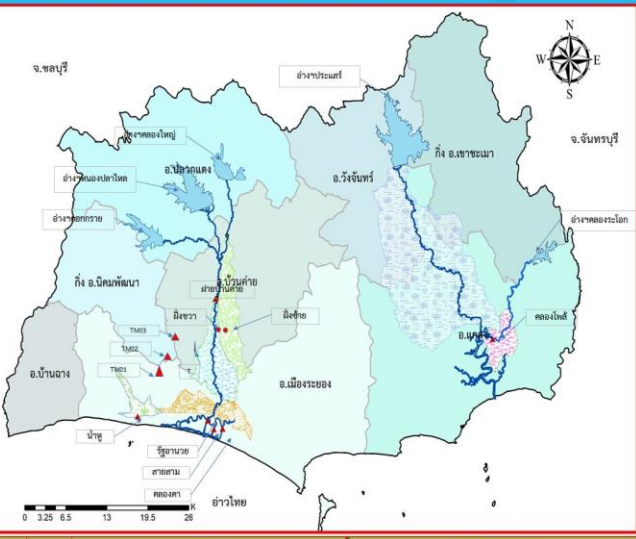 N
W E
S
จ.ชลบุรี
อ่างฯประแสร์
จ.จันทรบุรี
อ่างฯคลองใหญ่
กิ่ง อ.เขาชะเมา
อ.ปลวกแดง
อ.วังจันทร์
อ่างฯหนองปลาไหล
อ่างฯดอกกราย
อ่างฯคลองระโอก
กิ่ง อ.นิคมพัฒนา
อ.บ้านค่าย
ฝายบ้านค่าย
ฝั่งขวา
ฝั่งซ้าย
คลองโพล้
TM03
อ.แกลง
TM02
TM01
อ.บ้านฉาง
อ.เมืองระยอง
น้ำหู
รัฐอานวย
สายสาม
คลองคา
อ่าวไทย
0 3.25 6.5 13 19.5 26